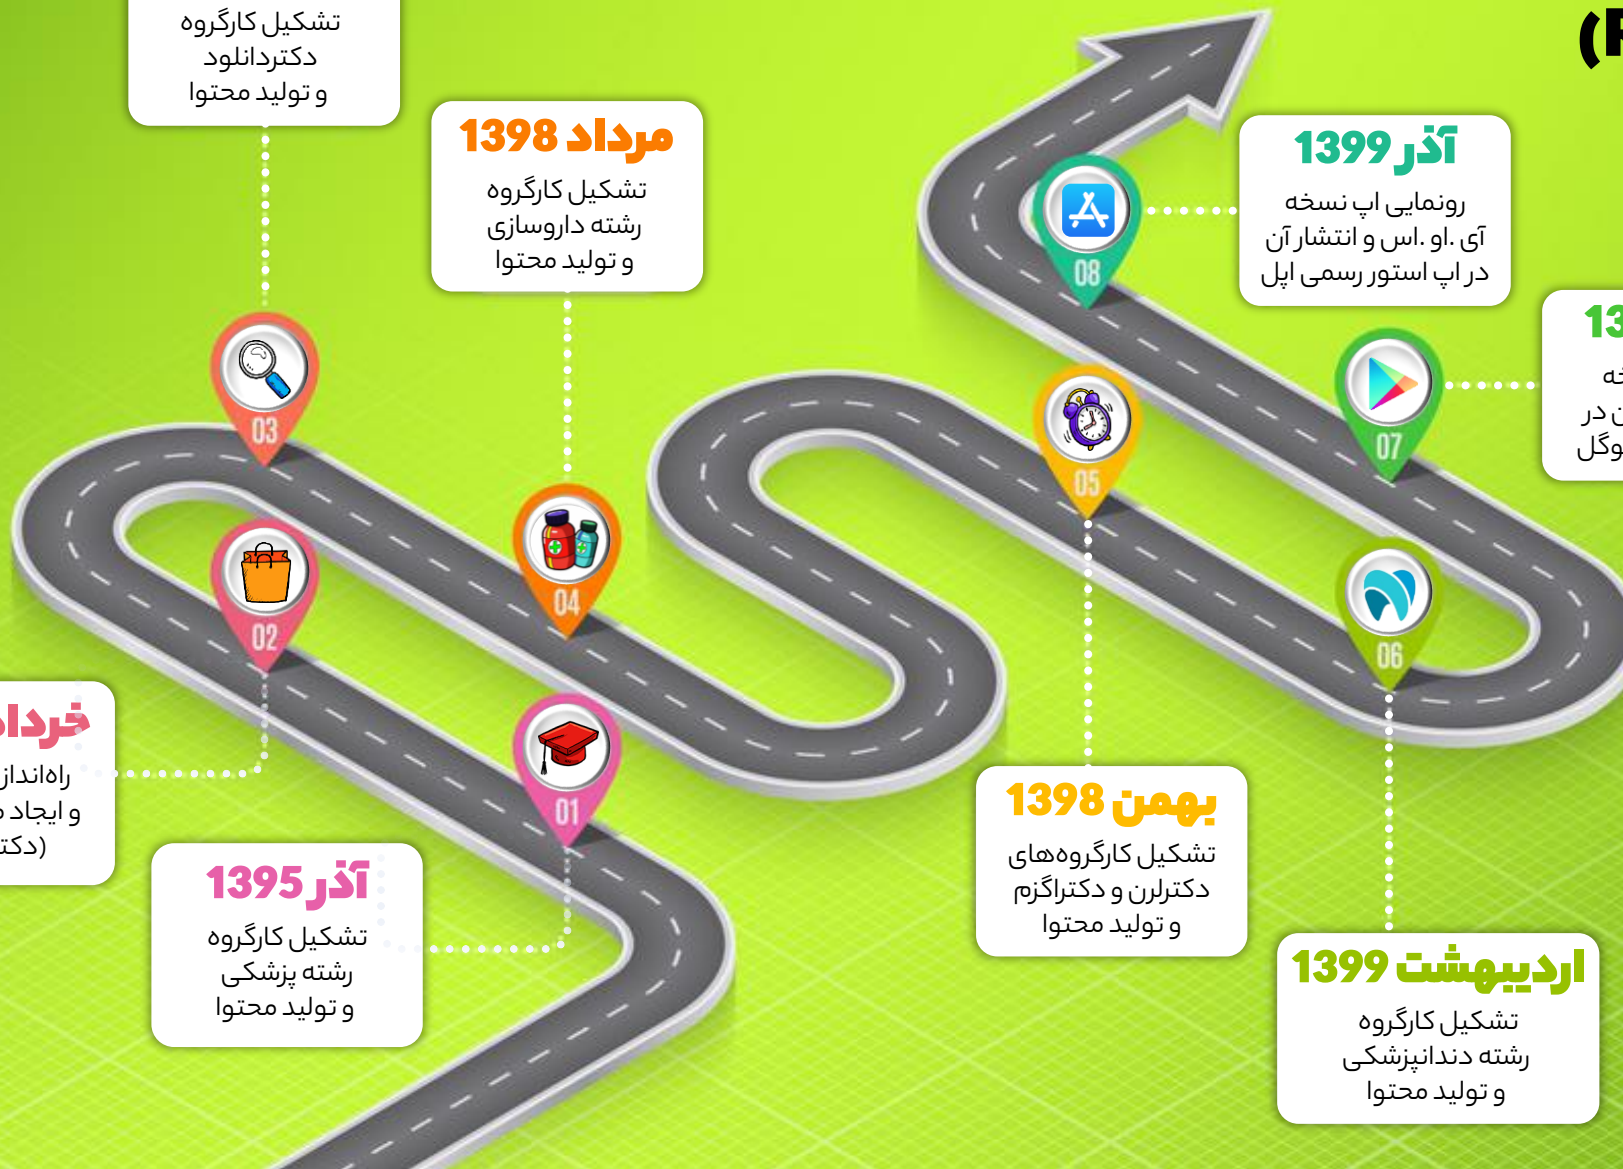 تشکیل کارگروه
دکتردانلود
و تولید محتوا
مرداد 1398
تشکیل کارگروه
رشته داروسازی
و تولید محتوا
آذر 1399
رونمایی اپ نسخه
آی .او .اس و انتشار آن
در اپ استور رسمی اپل
08
07
03
05
04
02
06
01
و ایجاد
بهمن 1398
تشکیل کارگروه‌های
دکترلرن و دکتراگزم
و تولید محتوا
آذر 1395
تشکیل کارگروه
رشته پزشکی
و تولید محتوا
اردیبهشت 1399
تشکیل کارگروه
رشته دندانپزشکی
و تولید محتوا